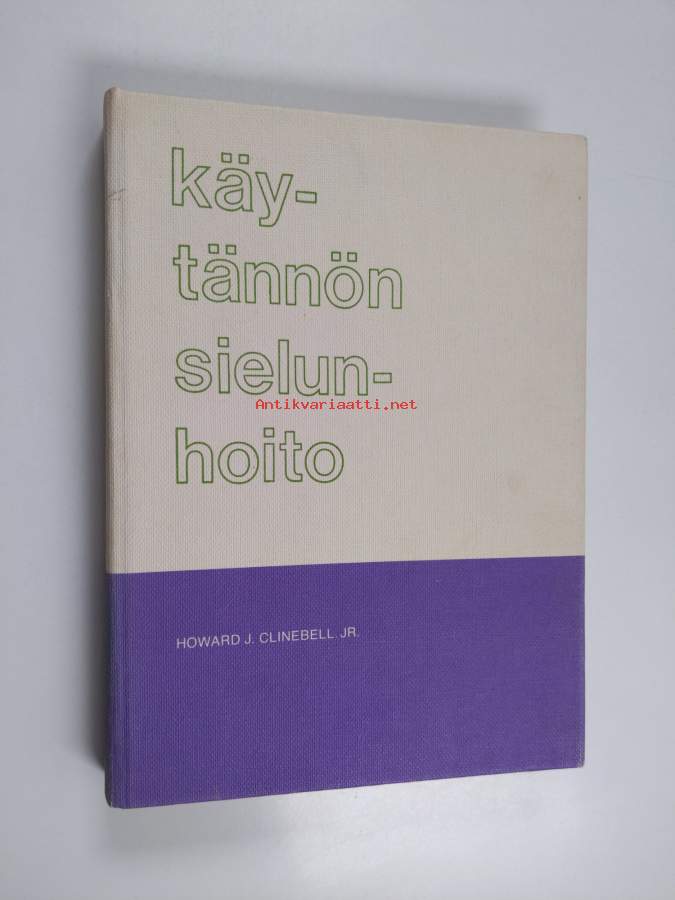 käy-
tännön
sielun-
Antikvariaatti.net
hoito
HOWARD J. CLINEBELL. JR.